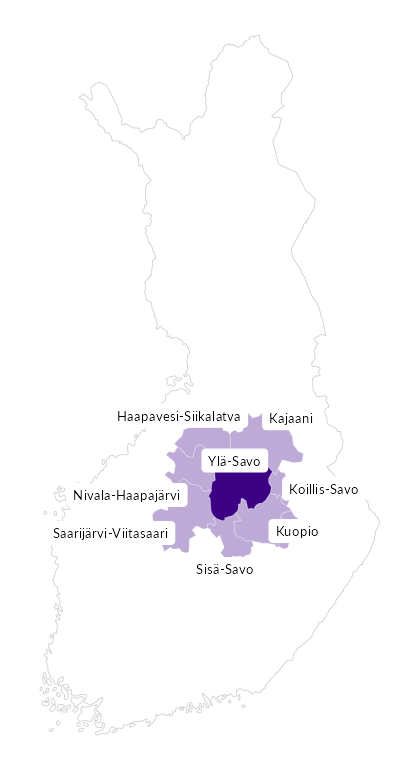 Haapavesi-Siikalatva
Kajaani
Ylä-Savo
Koillis-Savo
Nivala-Haapajärvi
Saarijärvi-Viitasaari
Kuopio
Sisä-Savo